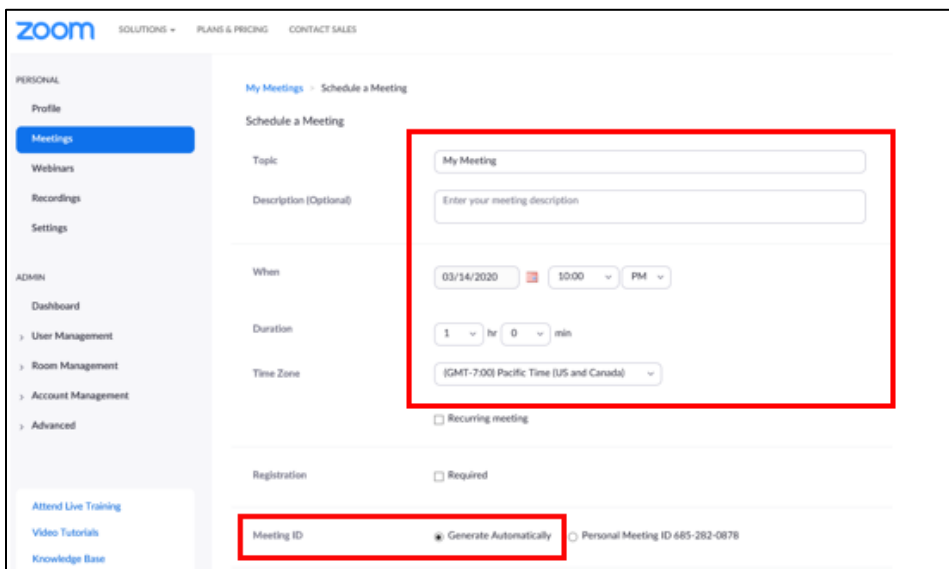 zoom SOLUTIONS PLANS & PRICING CONTACT SALES
PERSONAL
Profile
Meetings
Webinars
Recordings
Settings
ADMIN
Dashboard
User Management
Room Management
Account Management
Advanced
Attend Live Training
Video Tutorials
Knowledge Base
My Meetings > Schedule a Meeting
Schedule a Meeting
Topic My Meeting
Description (Optional) Enter your meeting description
When 03/14/2020 10:00 PM
Duration 1 hr 0 min
Time Zone (GMT-7:00) Pacific Time (US and Canada)
Recurring meeting
Registration Required
Meeting ID Generate Automatically Personal Meeting ID 685-282-0878